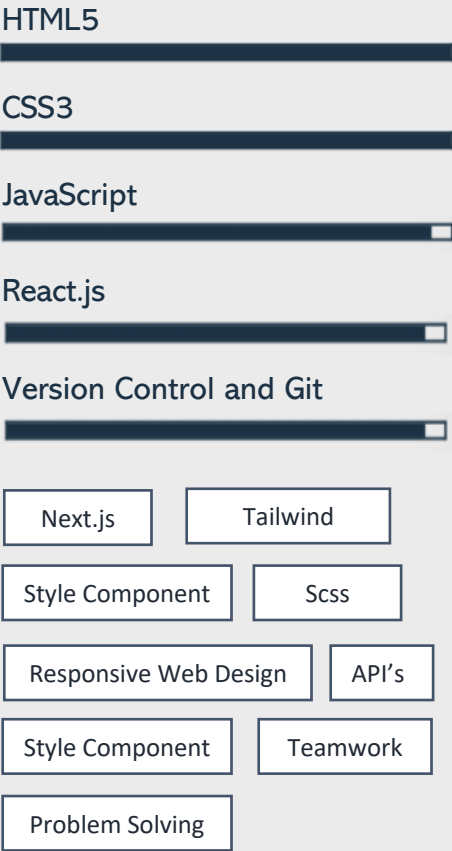 HTML5
CSS3
JavaScript
React.js
Version Control and Git
Next.js Tailwind
Style Component Scss
Responsive Web Design API’s
Style Component Teamwork
Problem Solving